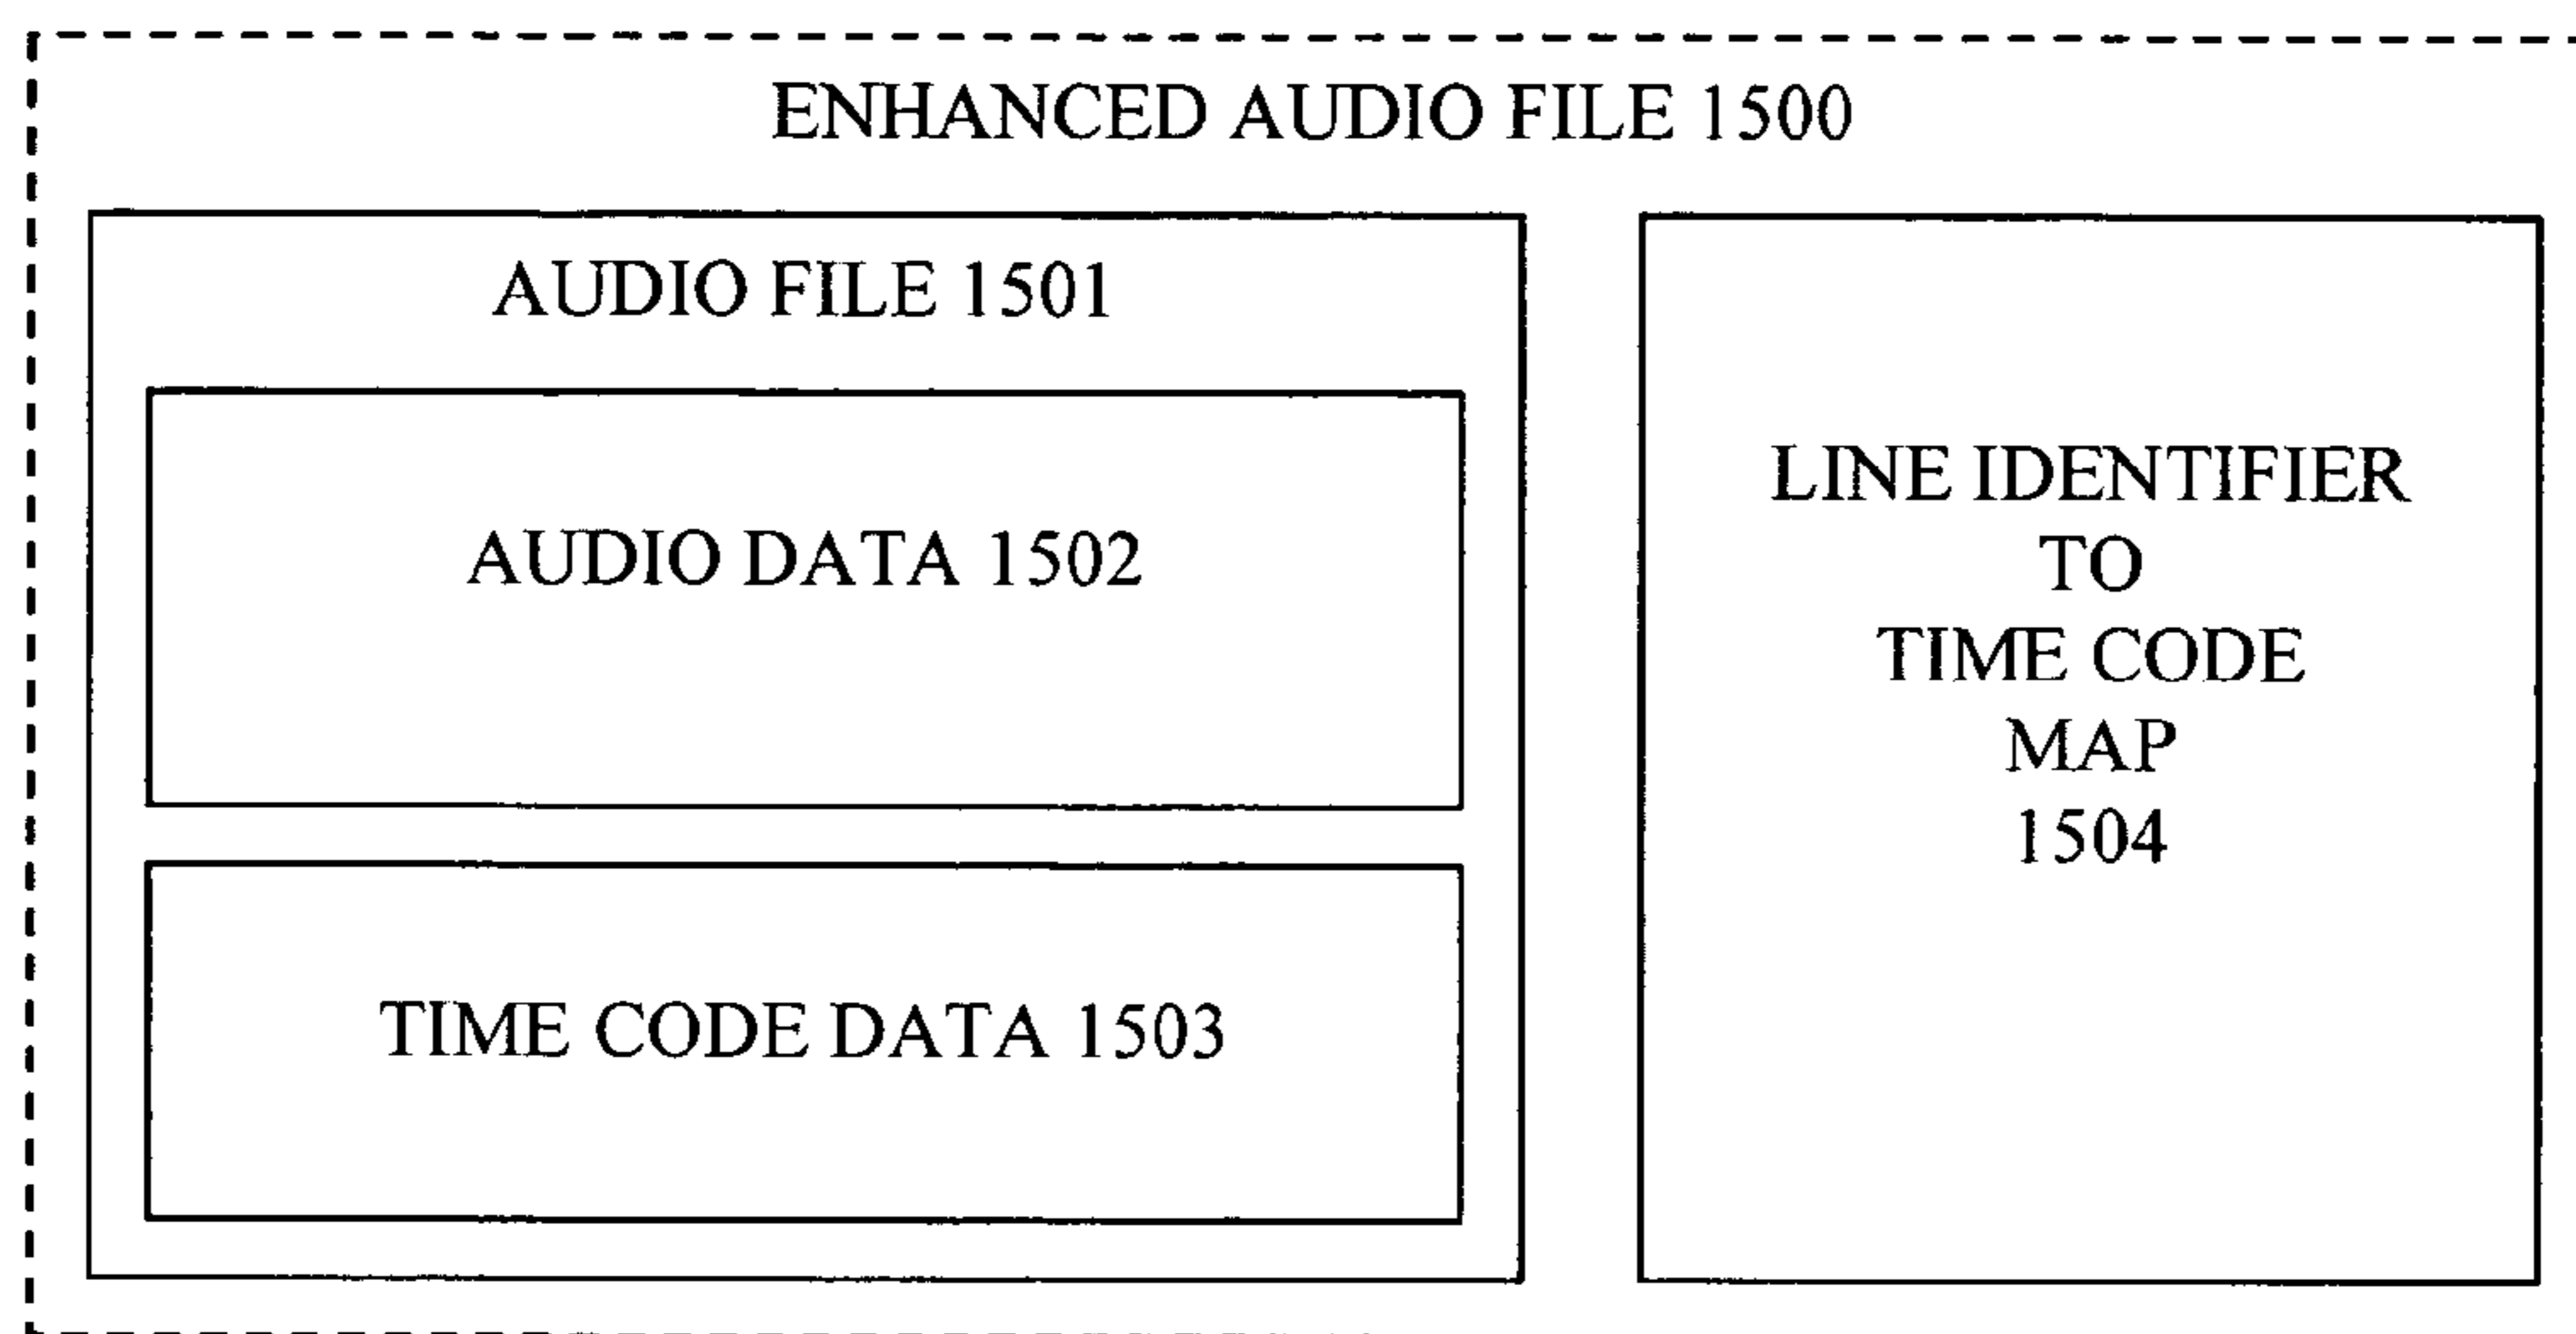 ENHANCED AUDIO FILE 1500
AUDIO FILE 1501
AUDIO DATA 1502
TIME CODE DATA 1503
LINE IDENTIFIER
TO
TIME CODE
MAP
1504